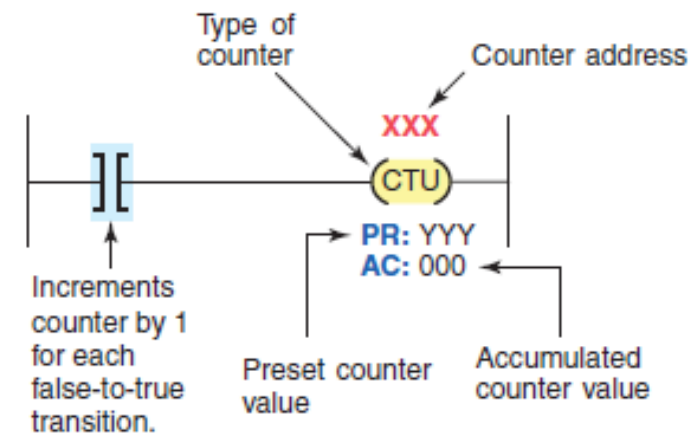 Type of
counter
Counter address
XXX
CTU
PR: YYY
AC: 000
Increments
counter by 1
for each
false-to-true
transition.
Preset counter
value
Accumulated
counter value